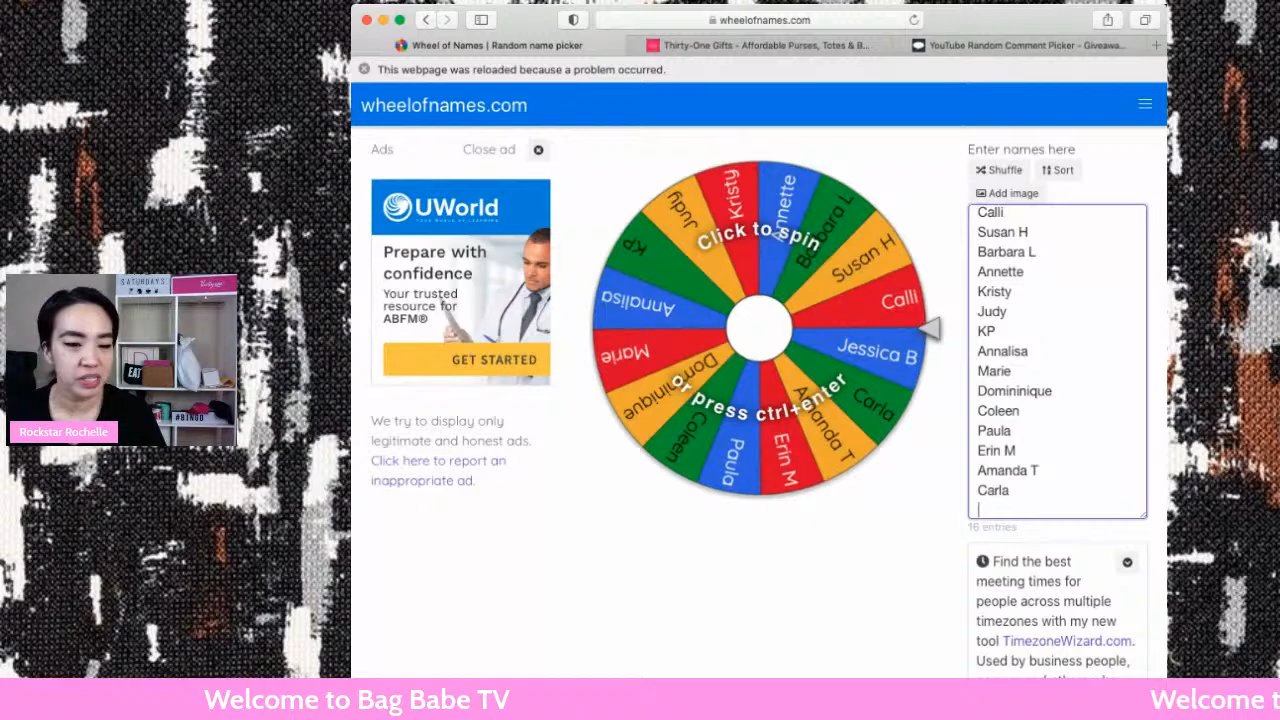 wheelofnames.com
Wheel of Names | Random name picker
Thirty-One Gifts - Affordable Purses, Totes & B...
YouTube Random Comment Picker - Giveawa...
This webpage was reloaded because a problem occurred.
wheelofnames.com
Ads
Close ad
UWorld
Prepare with
confidence
Your trusted
resource for
ABFM®
GET STARTED
We try to display only
legitimate and honest ads.
Click here to report an
inappropriate ad.
Kristy
Annette
Barbara L
Susan H
Calli
Jessica B
Carla
Amanda T
Erin M
Paula
Coleen
Domininique
Marie
Annalisa
KP
Judy
Click to spin
or press ctrl+enter
Enter names here
Shuffle
Sort
Add image
Calli
Susan H
Barbara L
Annette
Kristy
Judy
KP
Annalisa
Marie
Domininique
Coleen
Paula
Erin M
Amanda T
Carla
16 entries
Find the best
meeting times for
people across multiple
timezones with my new
tool TimezoneWizard.com.
Used by business people,
SATURDAYS
EAT
#BINGO
Rockstar Rochelle
Welcome to Bag Babe TV
Welcome t